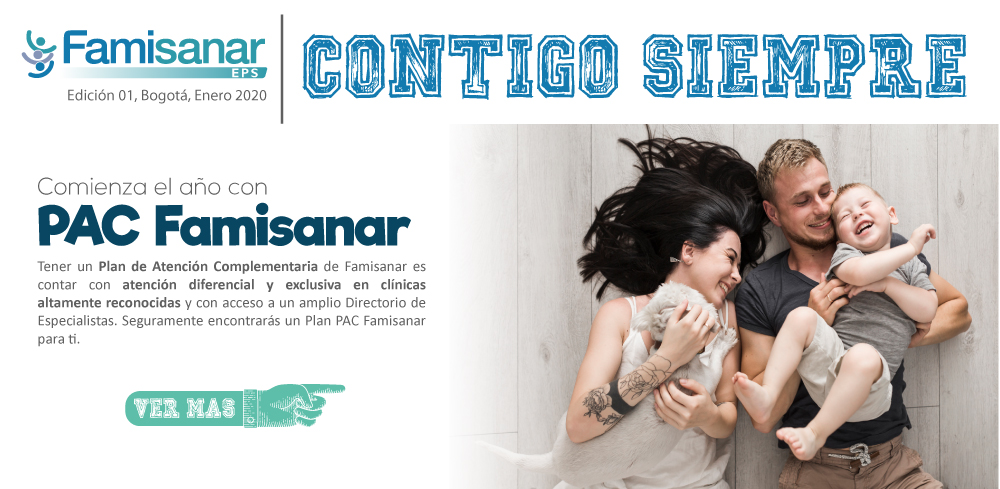 Famisanar
EPS
Edición 01, Bogotá, Enero 2020
CONTIGO SIEMPRE
Comienza el año con
PAC Famisanar
Tener un Plan de Atención Complementaria de Famisanar es
contar con atención diferencial y exclusiva en clínicas
altamente reconocidas y con acceso a un amplio Directorio de
Especialistas. Seguramente encontrarás un Plan PAC Famisanar
para ti.
VER MAS